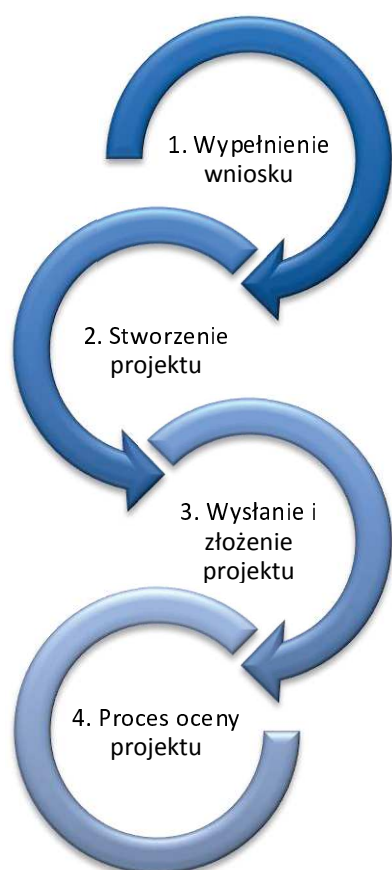 1. Wypełnienie
wniosku
2. Stworzenie
projektu
3. Wysłanie i
złożenie
projektu
4. Proces oceny
projektu